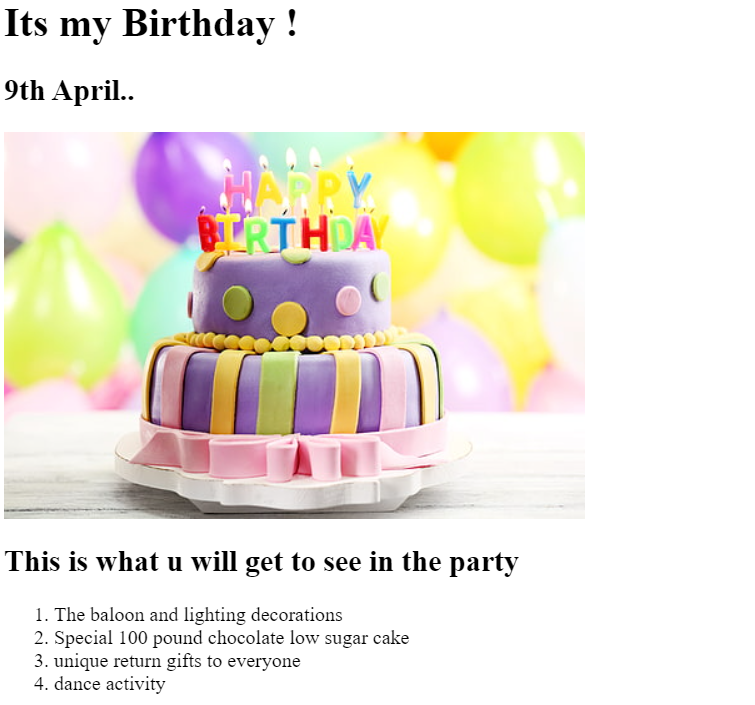 Its my Birthday !
9th April..
HAPPY
BIRTHDAY
This is what u will get to see in the party
1. The baloon and lighting decorations
2. Special 100 pound chocolate low sugar cake
3. unique return gifts to everyone
4. dance activity